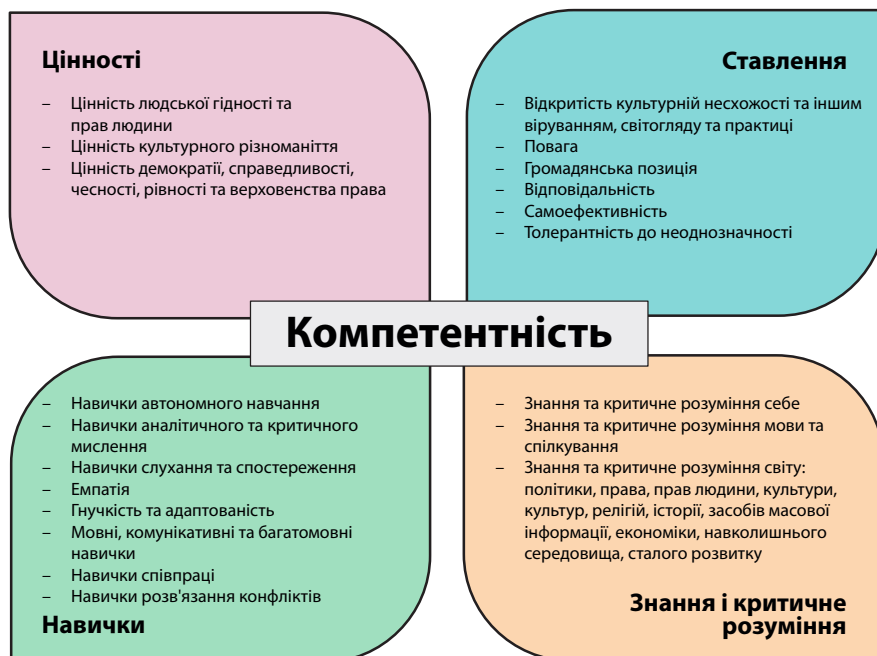 Цінності
– Цінність людської гідності та
прав людини
– Цінність культурного різноманіття
– Цінність демократії, справедливості,
чесності, рівності та верховенства права
Ставлення
– Відкритість культурній несхожості та іншим
віруванням, світогляду та практиці
– Повага
– Громадянська позиція
– Відповідальність
– Самоефективність
– Толерантність до неоднозначності
Компетентність
– Навички автономного навчання
– Навички аналітичного та критичного
мислення
– Навички слухання та спостереження
– Емпатія
– Гнучкість та адаптованість
– Мовні, комунікативні та багатомовні
навички
– Навички співпраці
– Навички розв'язання конфліктів
Навички
– Знання та критичне розуміння себе
– Знання та критичне розуміння мови та
спілкування
– Знання та критичне розуміння світу:
політики, права, прав людини, культури,
культур, релігій, історії, засобів масової
інформації, економіки, навколишнього
середовища, сталого розвитку
Знання і критичне
розуміння